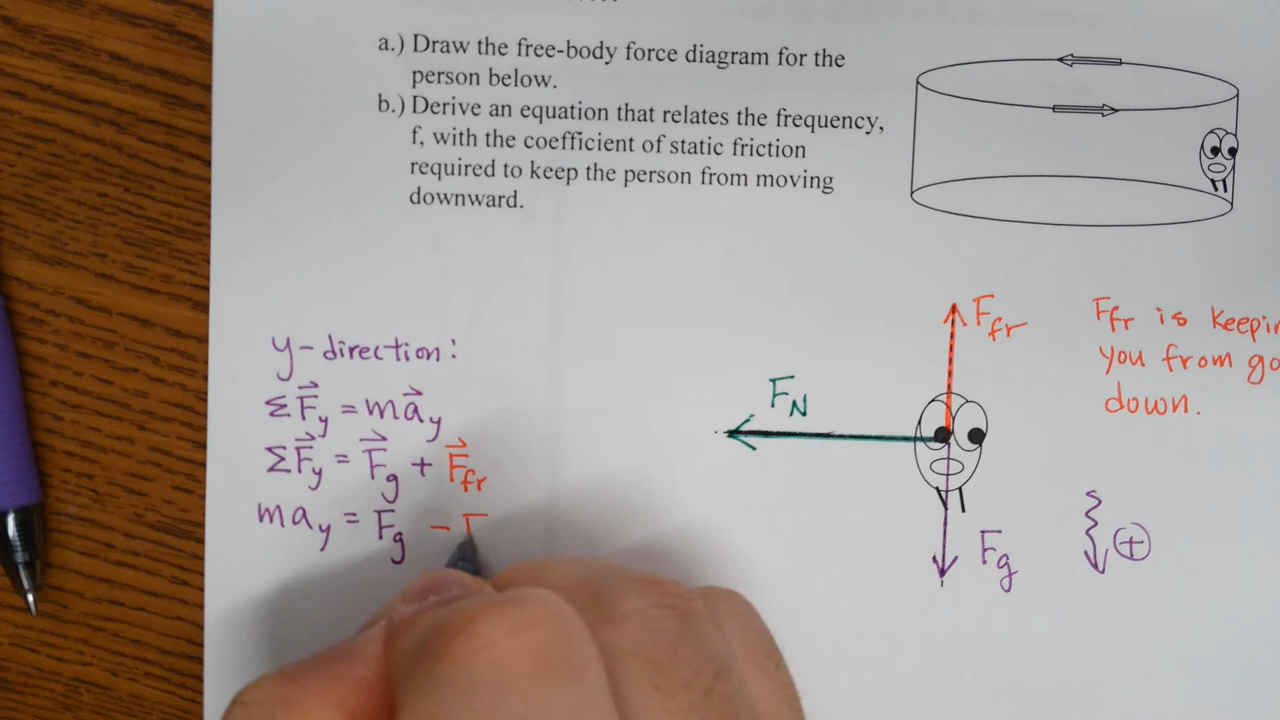 a.) Draw the free-body force diagram for the
person below.
b.) Derive an equation that relates the frequency,
f, with the coefficient of static friction
required to keep the person from moving
downward.
y-direction:
ΣF⃗y = ma⃗y
ΣF⃗y = F⃗g + F⃗fr
may = Fg -
FN
Ffr
Fg
+
Ffr is
you from
down.